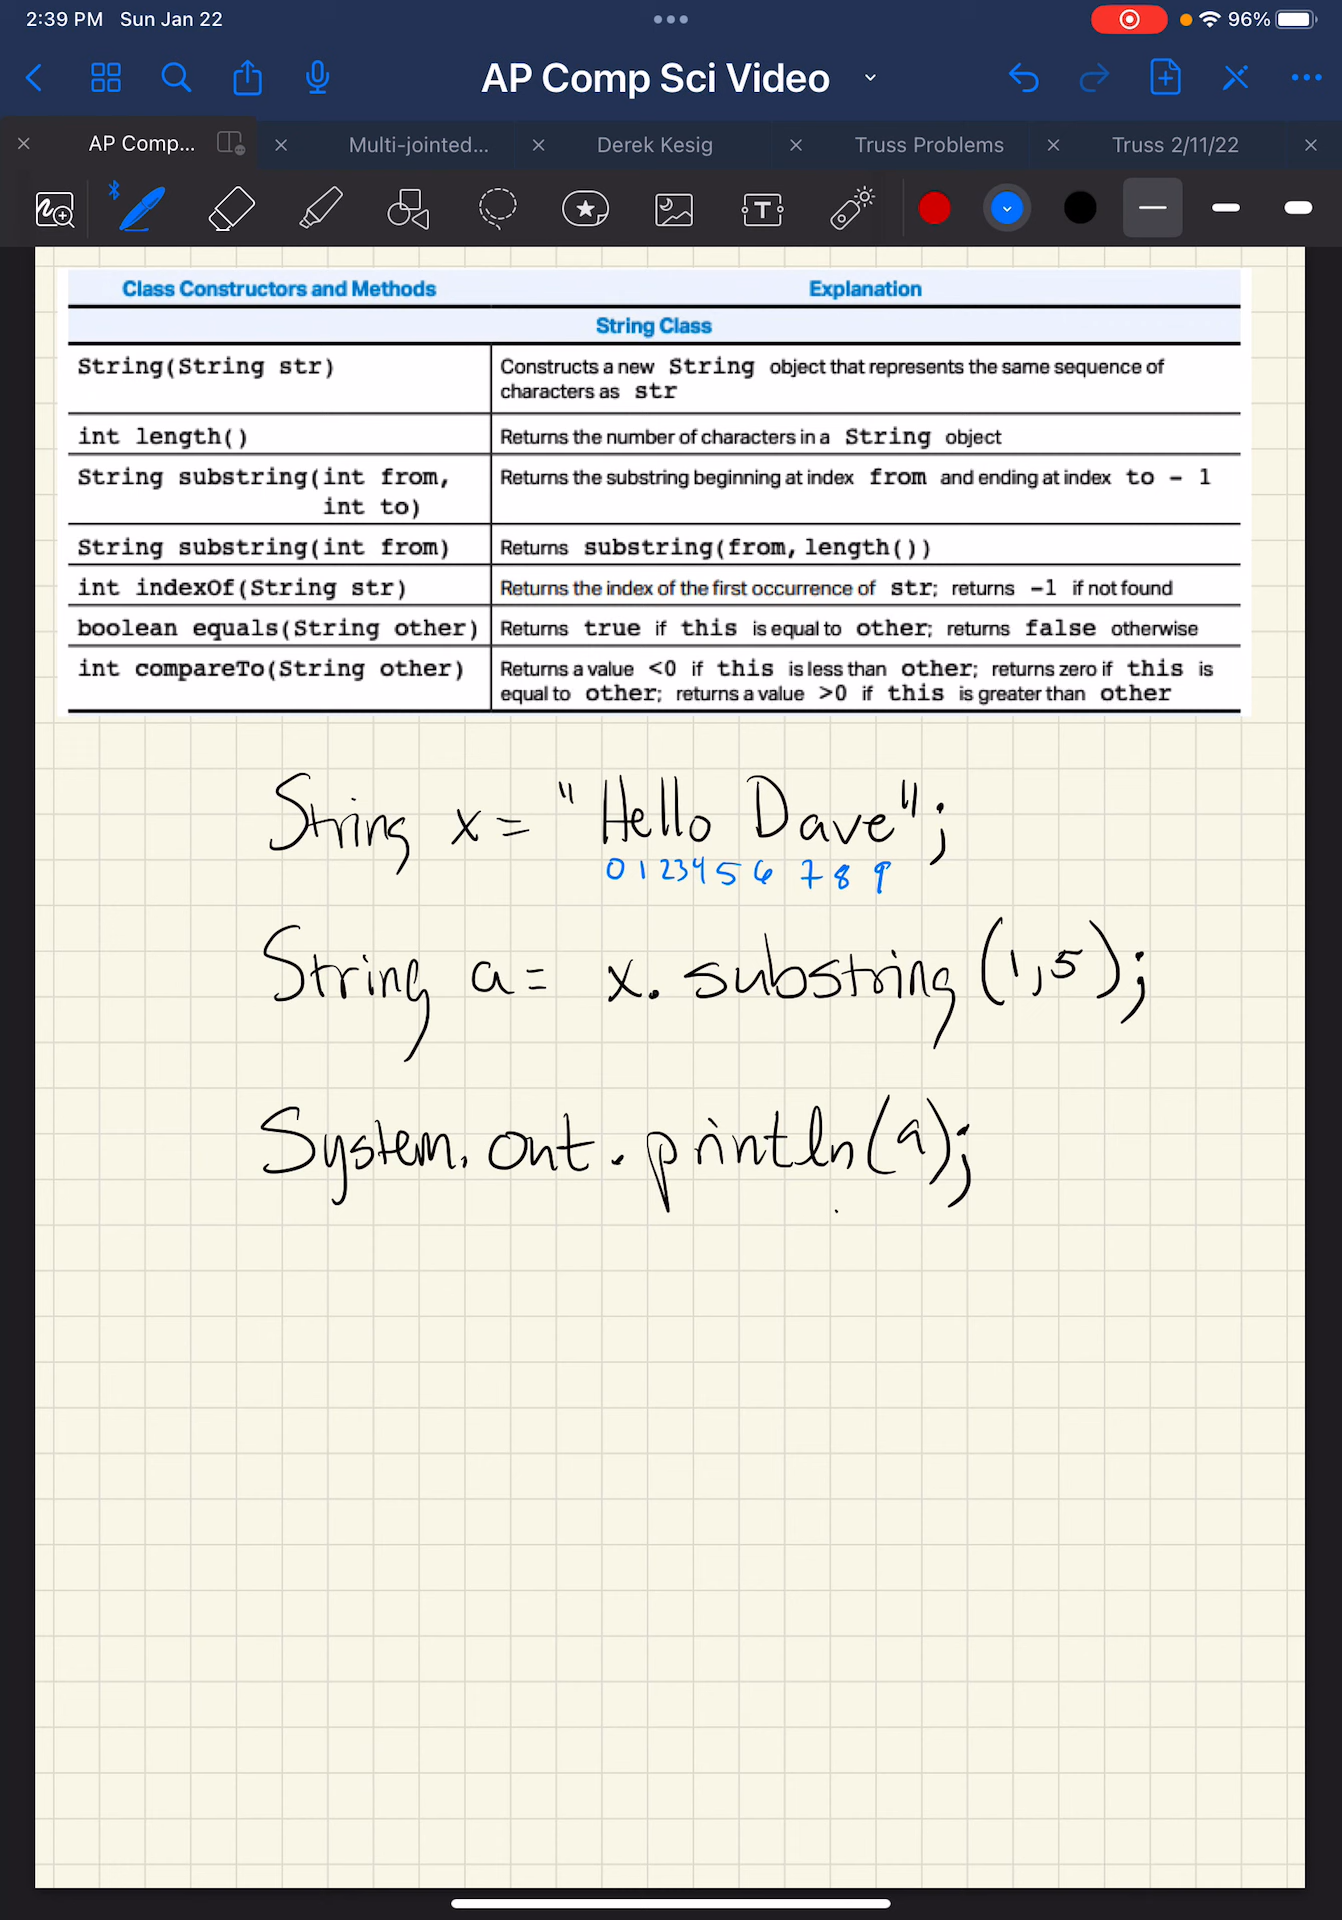 2:39 PM Sun Jan 22
96%
AP Comp Sci Video
AP Comp... Multi-jointed... Derek Kesig Truss Problems Truss 2/11/22
Class Constructors and Methods Explanation
String Class
String(String str) Constructs a new String object that represents the same sequence of
characters as str
int length() Returns the number of characters in a String object
String substring(int from, Returns the substring beginning at index from and ending at index to - 1
int to)
String substring(int from) Returns substring(from, length())
int indexOf(String str) Returns the index of the first occurrence of str; returns -1 if not found
boolean equals(String other) Returns true if this is equal to other; returns false otherwise
int compareTo(String other) Returns a value <0 if this is less than other; returns zero if this is
equal to other; returns a value >0 if this is greater than other
String x = "Hello Dave";
0 1 2 3 4 5 6 7 8 9
String a = x. substring (1,5);
System. out. println(a);